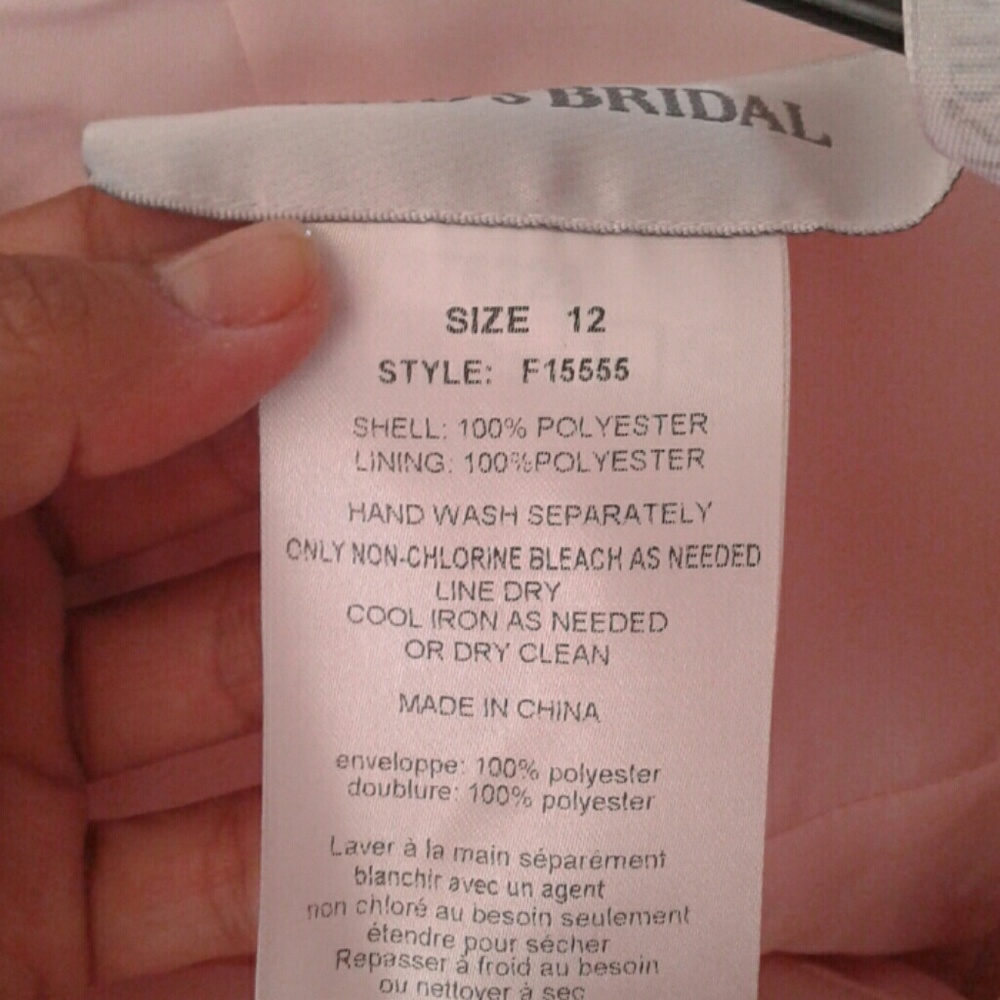 BRIDAL
SIZE 12
STYLE: F15555
SHELL: 100% POLYESTER
LINING: 100%POLYESTER
HAND WASH SEPARATELY
ONLY NON-CHLORINE BLEACH AS NEEDED
LINE DRY
COOL IRON AS NEEDED
OR DRY CLEAN
MADE IN CHINA
enveloppe: 100% polyester
doublure: 100% polyester
Laver à la main séparément
blanchir avec un agent
non chloré au besoin seulement
étendre pour sécher
Repasser à froid au besoin
ou nettoyer à sec